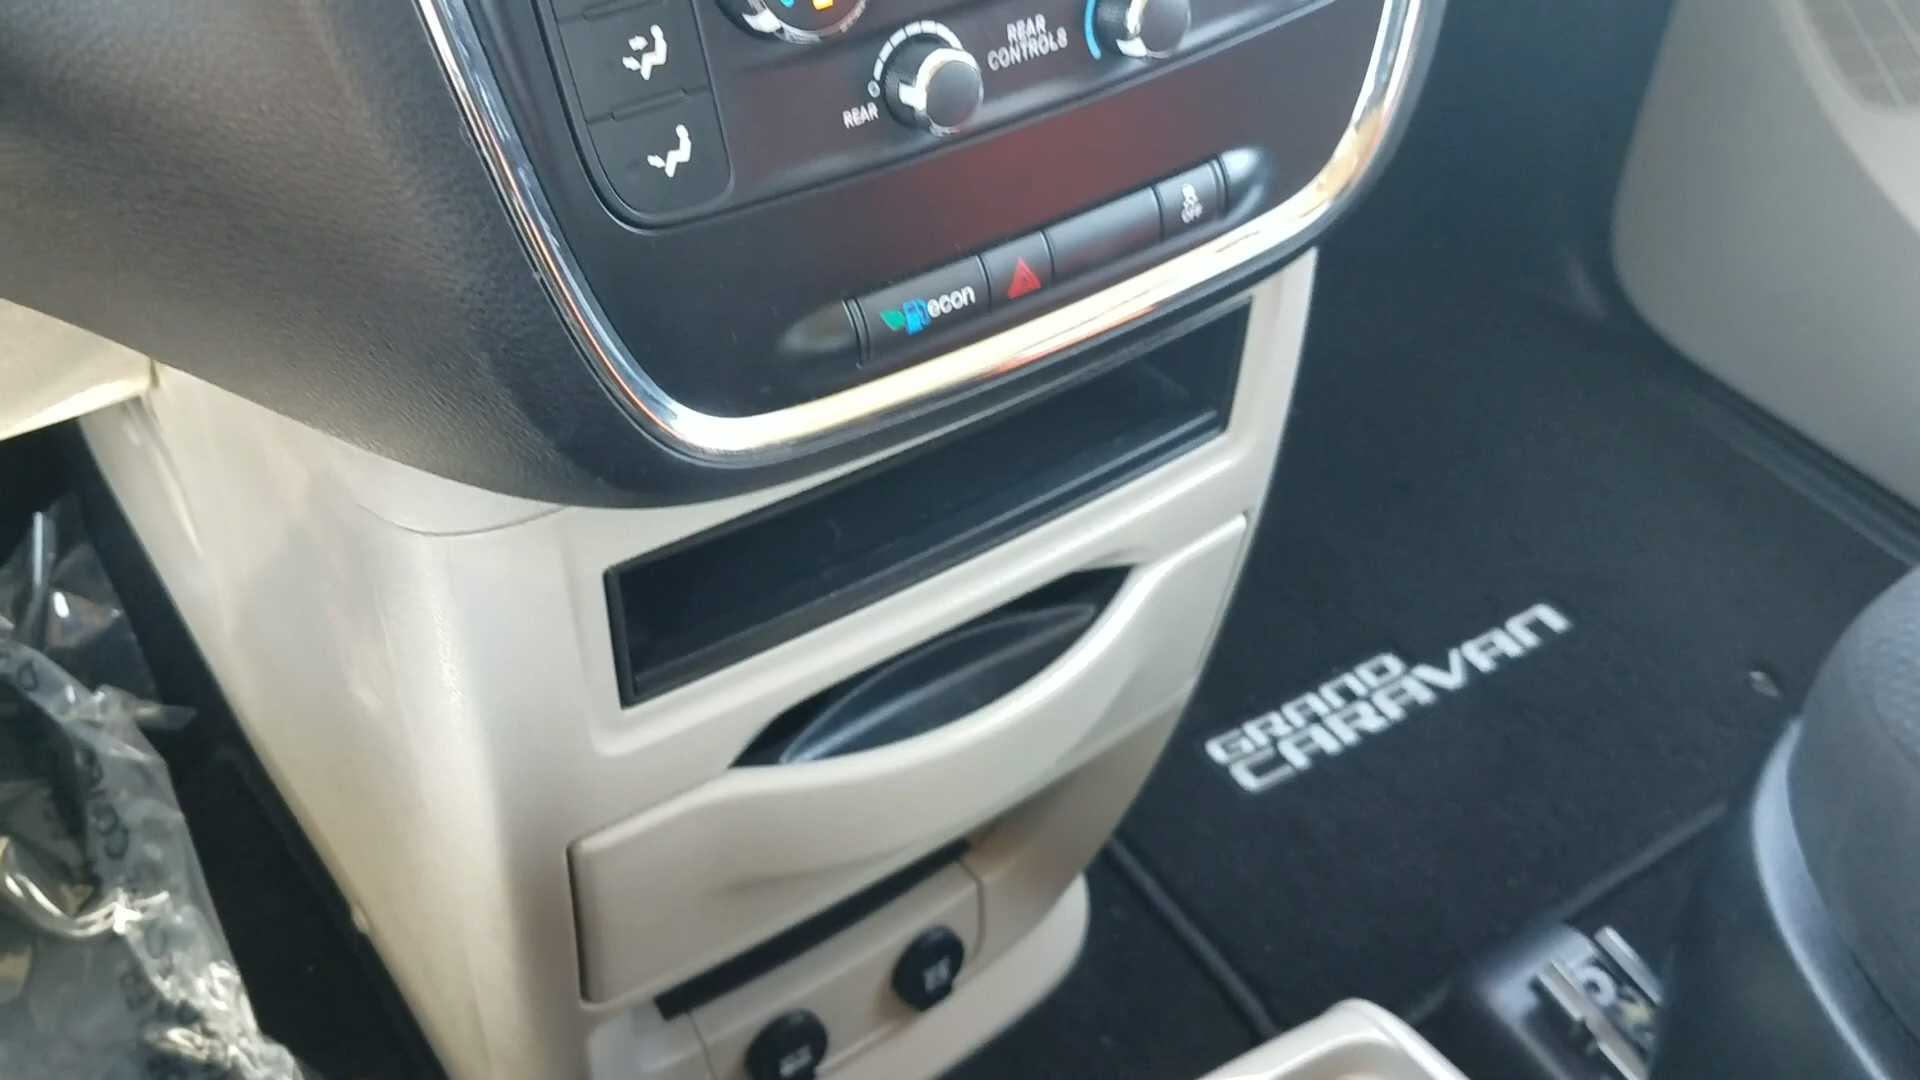 REAR
CONTROLS
REAR
OFF
econ
GRAND
CARAVAN